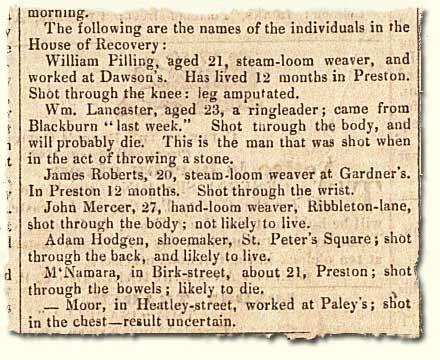 morning.
The following are the names of the individuals in the
House of Recovery:
William Pilling, aged 21, steam-loom weaver, and
worked at Dawson's. Has lived 12 months in Preston.
Shot through the knee: leg amputated.
Wm. Lancaster, aged 23, a ringleader; came from
Blackburn "last week." Shot through the body, and
will probably die. This is the man that was shot when
in the act of throwing a stone.
James Roberts, 20, steam-loom weaver at Gardner's.
In Preston 12 months. Shot through the wrist.
John Mercer, 27, hand-loom weaver, Ribbleton-lane,
shot through the body; not likely to live.
Adam Hodgen, shoemaker, St. Peter's Square; shot
through the back, and likely to live.
M'Namara, in Birk-street, about 21, Preston; shot
through the bowels; likely to die.
— Moor, in Heatley-street, worked at Paley's; shot
in the chest—result uncertain.